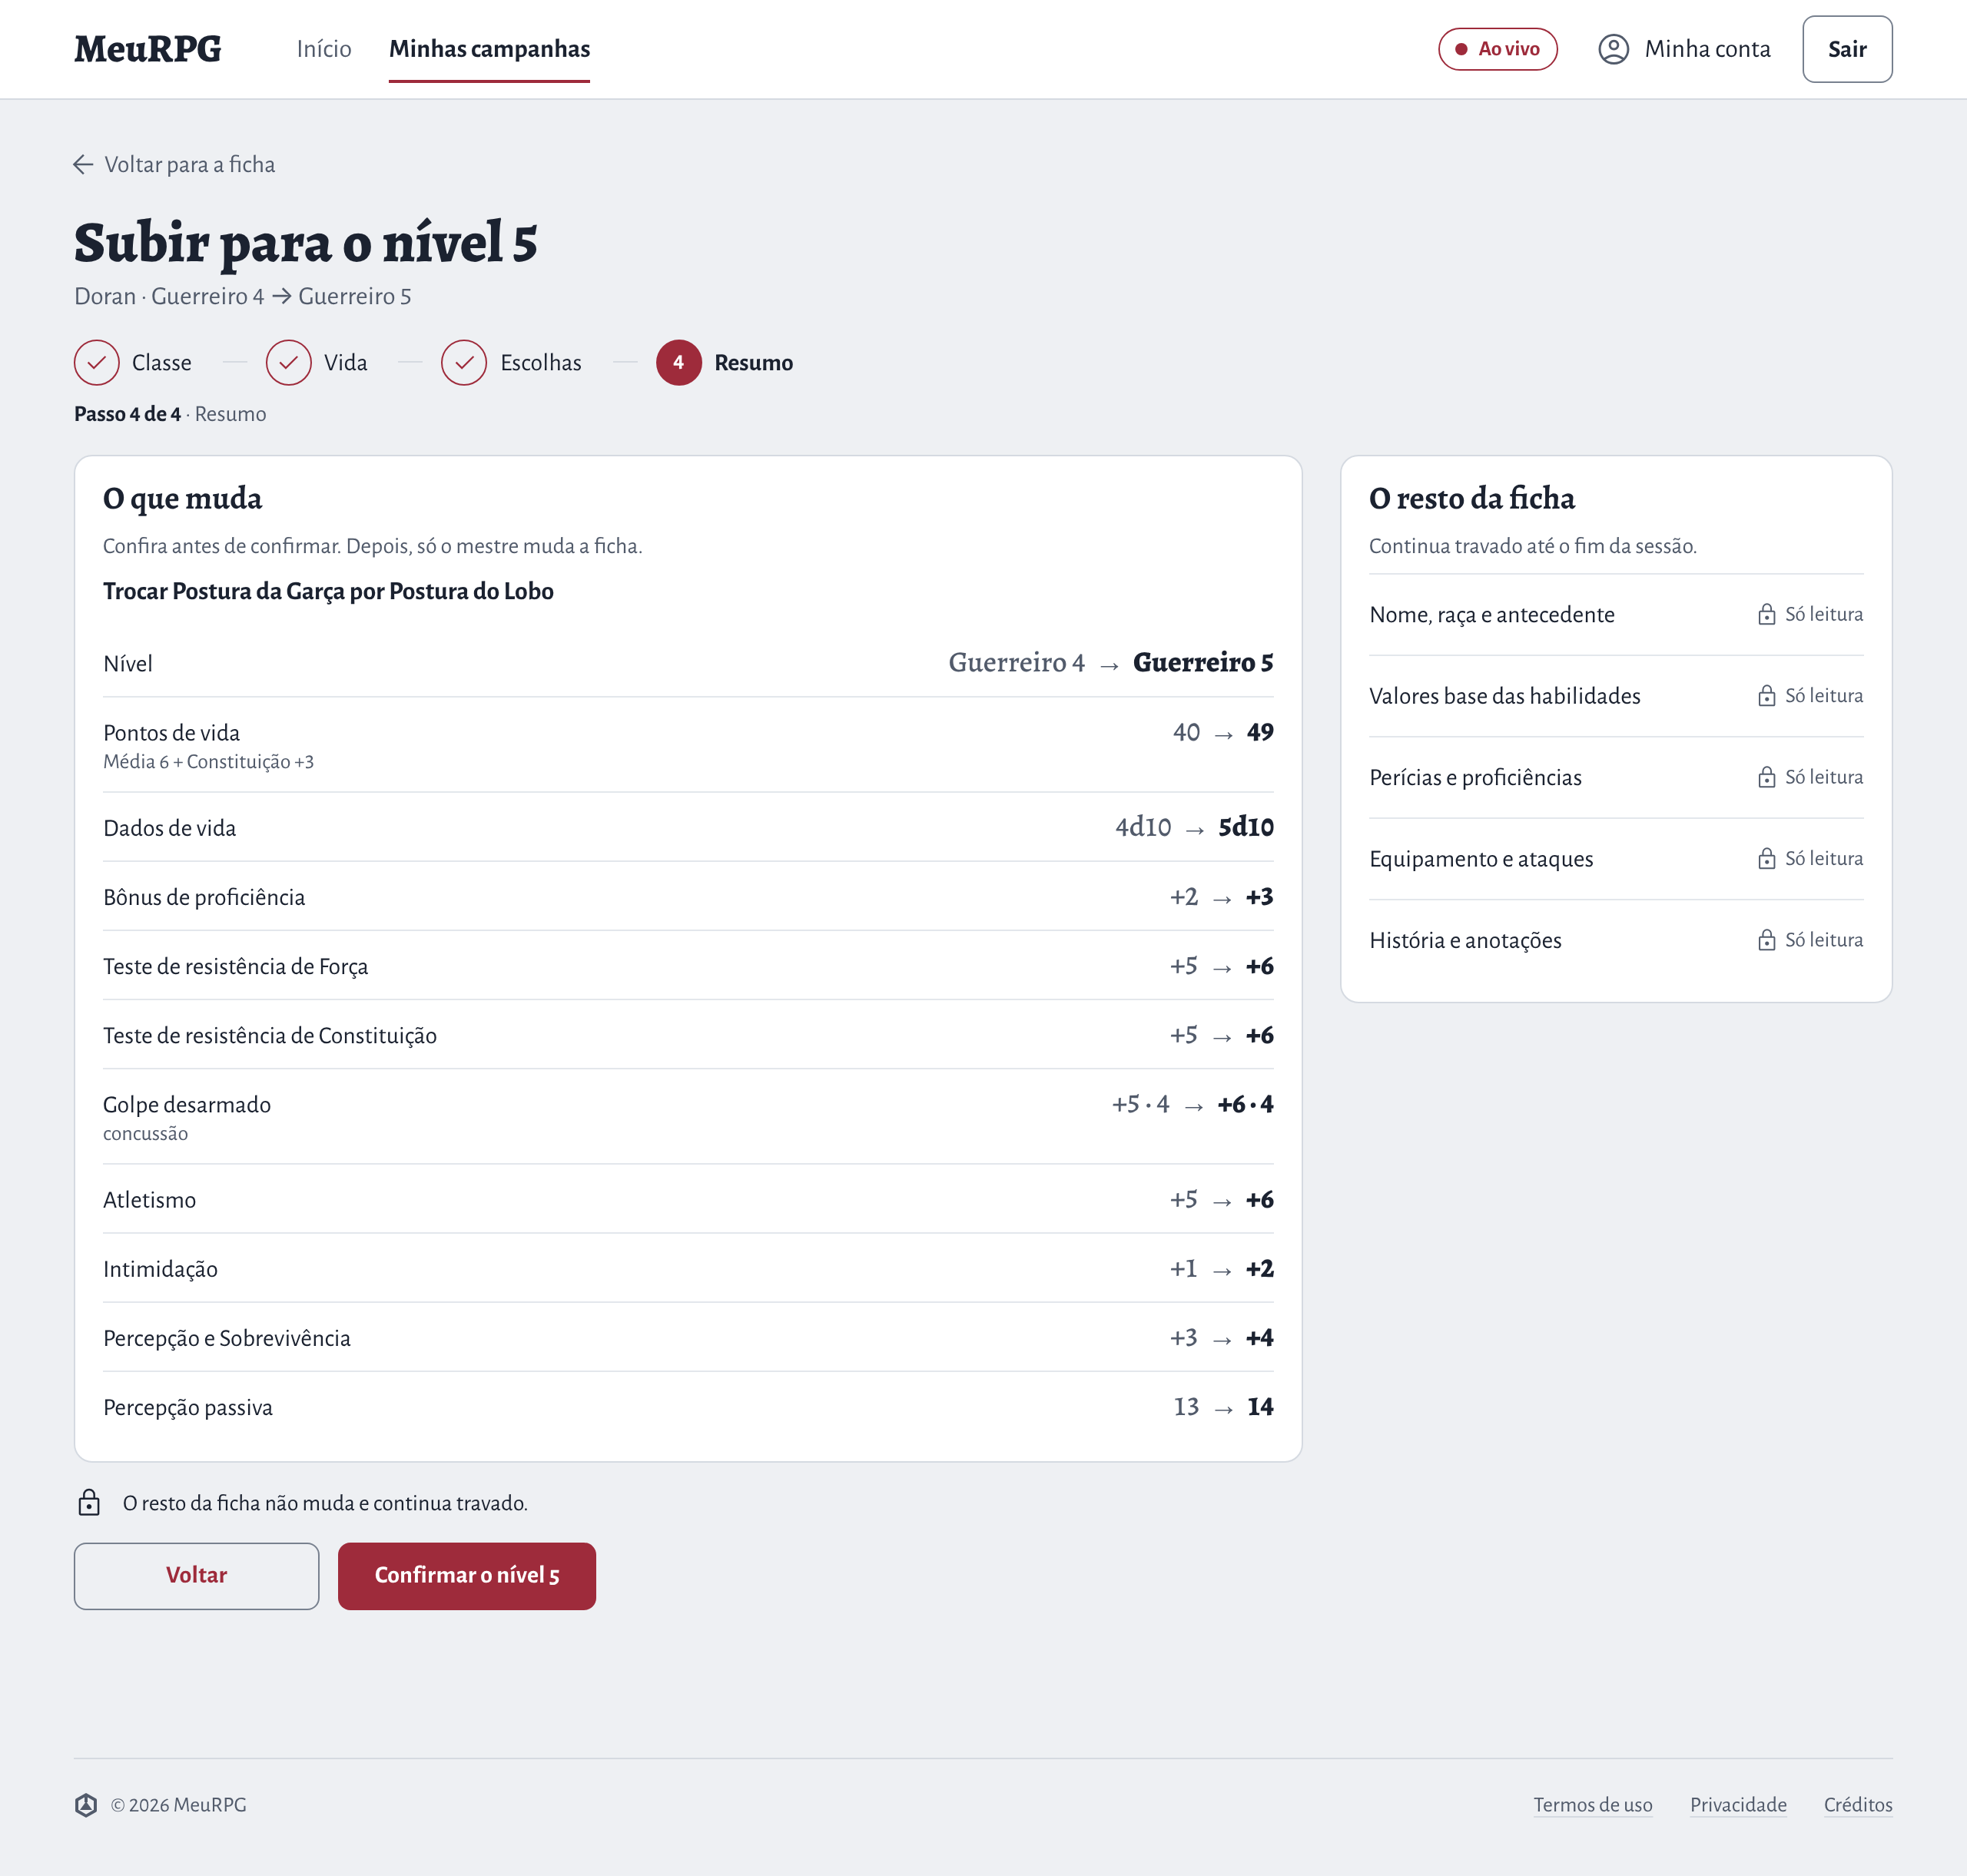 MeuRPG
Início
Minhas campanhas
Ao vivo
Minha conta
Sair
Voltar para a ficha
Subir para o nível 5
Doran · Guerreiro 4 → Guerreiro 5
Classe
Vida
Escolhas
4
Resumo
Passo 4 de 4 · Resumo
O que muda
Confira antes de confirmar. Depois, só o mestre muda a ficha.
Trocar Postura da Garça por Postura do Lobo
Nível
Guerreiro 4 → Guerreiro 5
Pontos de vida
40 → 49
Média 6 + Constituição +3
Dados de vida
4d10 → 5d10
Bônus de proficiência
+2 → +3
Teste de resistência de Força
+5 → +6
Teste de resistência de Constituição
+5 → +6
Golpe desarmado
+5 · 4 → +6 · 4
concussão
Atletismo
+5 → +6
Intimidação
+1 → +2
Percepção e Sobrevivência
+3 → +4
Percepção passiva
13 → 14
O resto da ficha
Continua travado até o fim da sessão.
Nome, raça e antecedente
Só leitura
Valores base das habilidades
Só leitura
Perícias e proficiências
Só leitura
Equipamento e ataques
Só leitura
História e anotações
Só leitura
O resto da ficha não muda e continua travado.
Voltar
Confirmar o nível 5
© 2026 MeuRPG
Termos de uso
Privacidade
Créditos